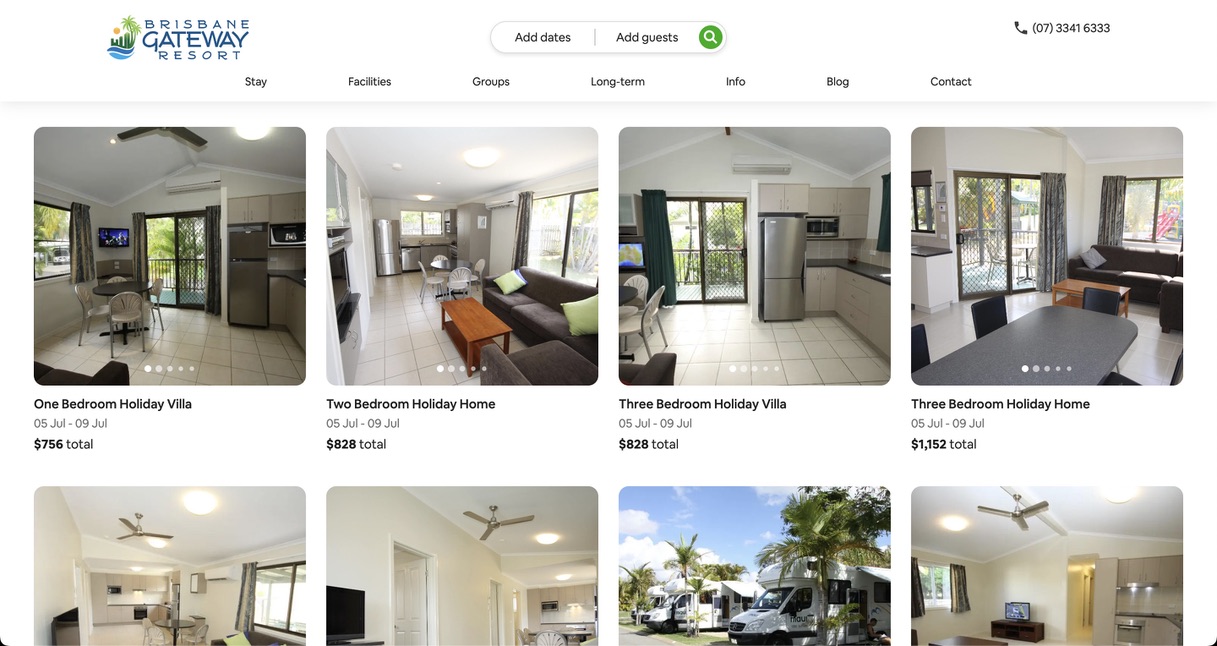 BRISBANE
GATEWAY
RESORT
Add dates
Add guests
(07) 3341 6333
Stay
Facilities
Groups
Long-term
Info
Blog
Contact
One Bedroom Holiday Villa
05 Jul - 09 Jul
$756 total
Two Bedroom Holiday Home
05 Jul - 09 Jul
$828 total
Three Bedroom Holiday Villa
05 Jul - 09 Jul
$828 total
Three Bedroom Holiday Home
05 Jul - 09 Jul
$1,152 total
maui